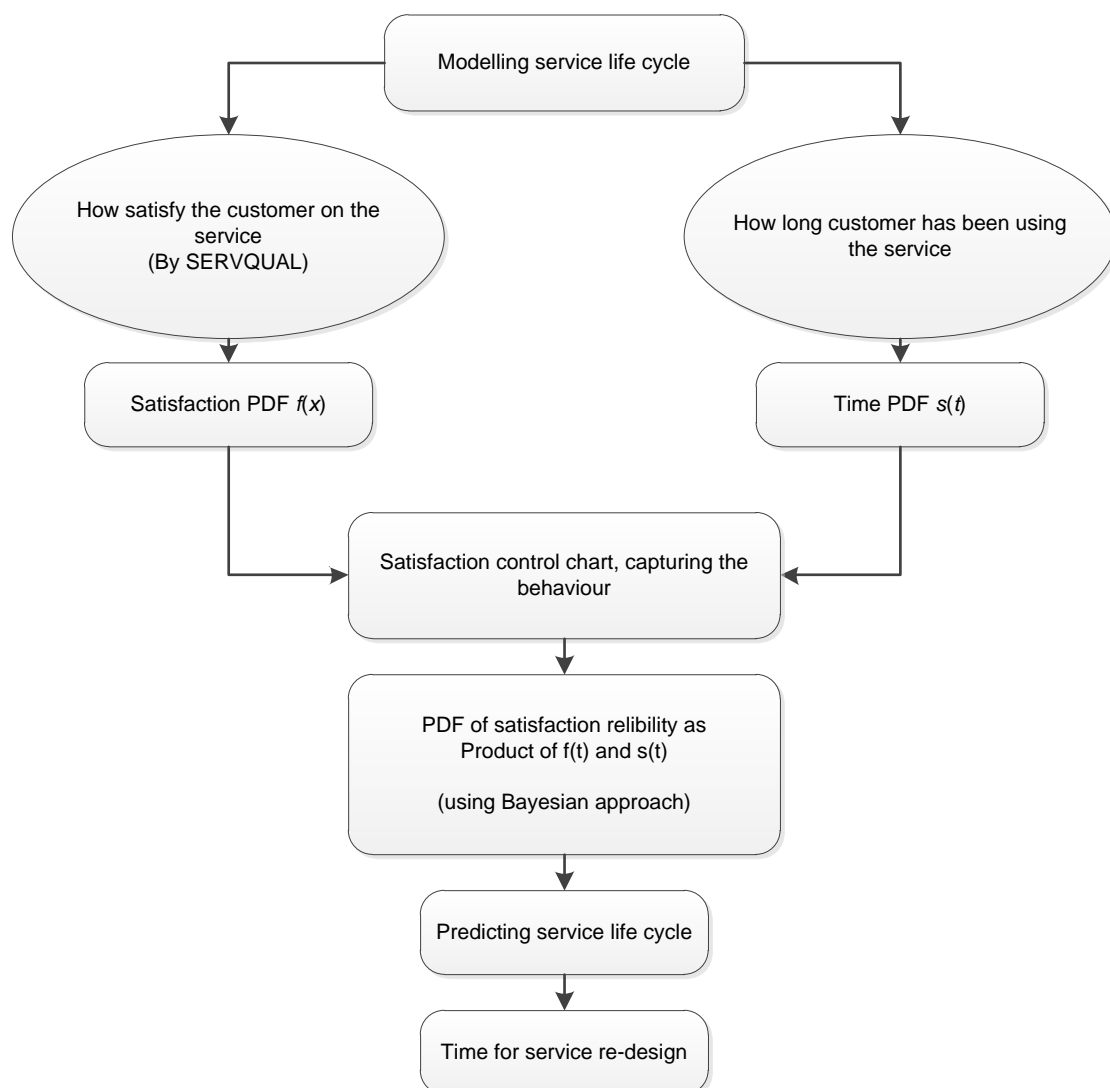 Modelling service life cycle
How satisfy the customer on the
service
(By SERVQUAL)
How long customer has been using
the service
Satisfaction PDF f(x)
Time PDF s(t)
Satisfaction control chart, capturing the
behaviour
PDF of satisfaction relibility as
Product of f(t) and s(t)
(using Bayesian approach)
Predicting service life cycle
Time for service re-design